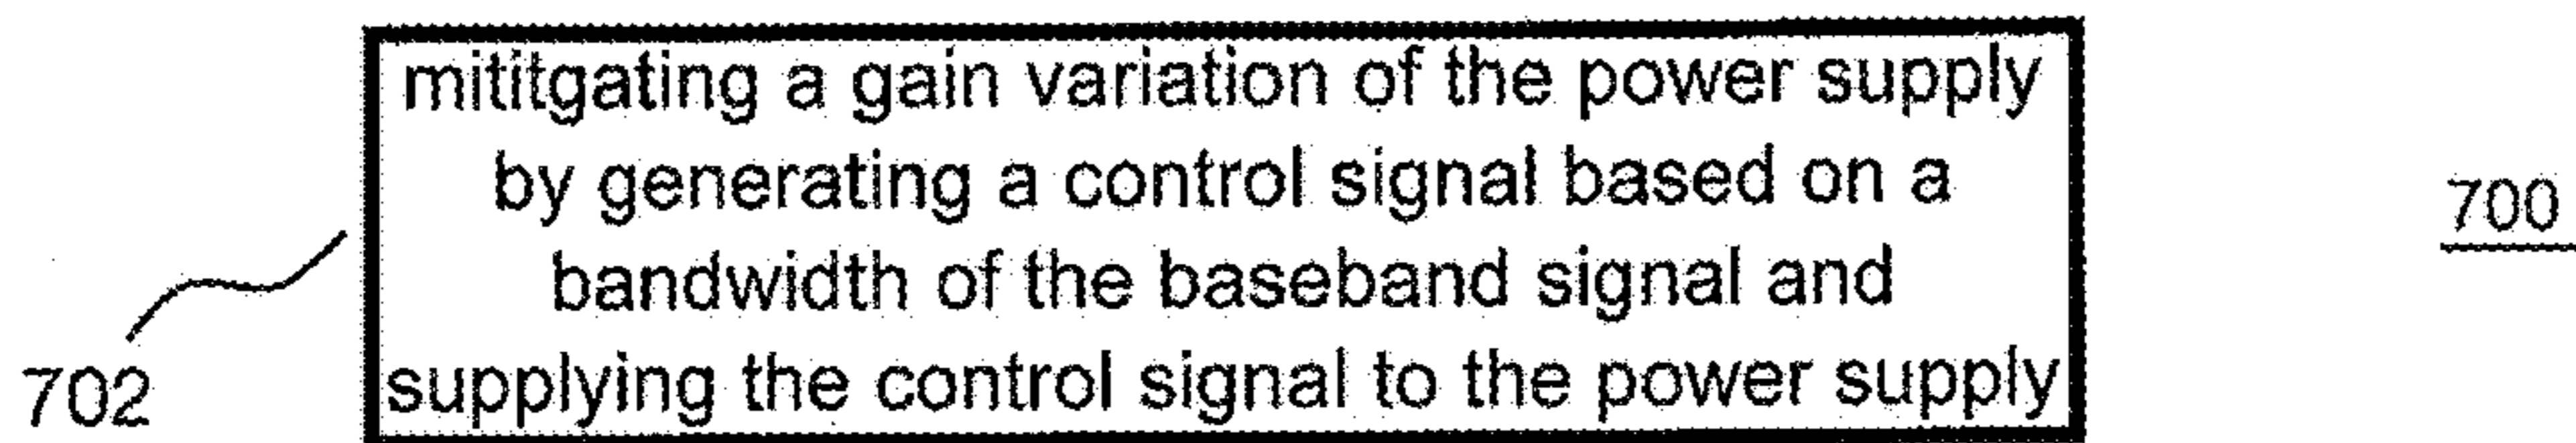 mititgating a gain variation of the power supply
by generating a control signal based on a
bandwidth of the baseband signal and
supplying the control signal to the power supply
702
700